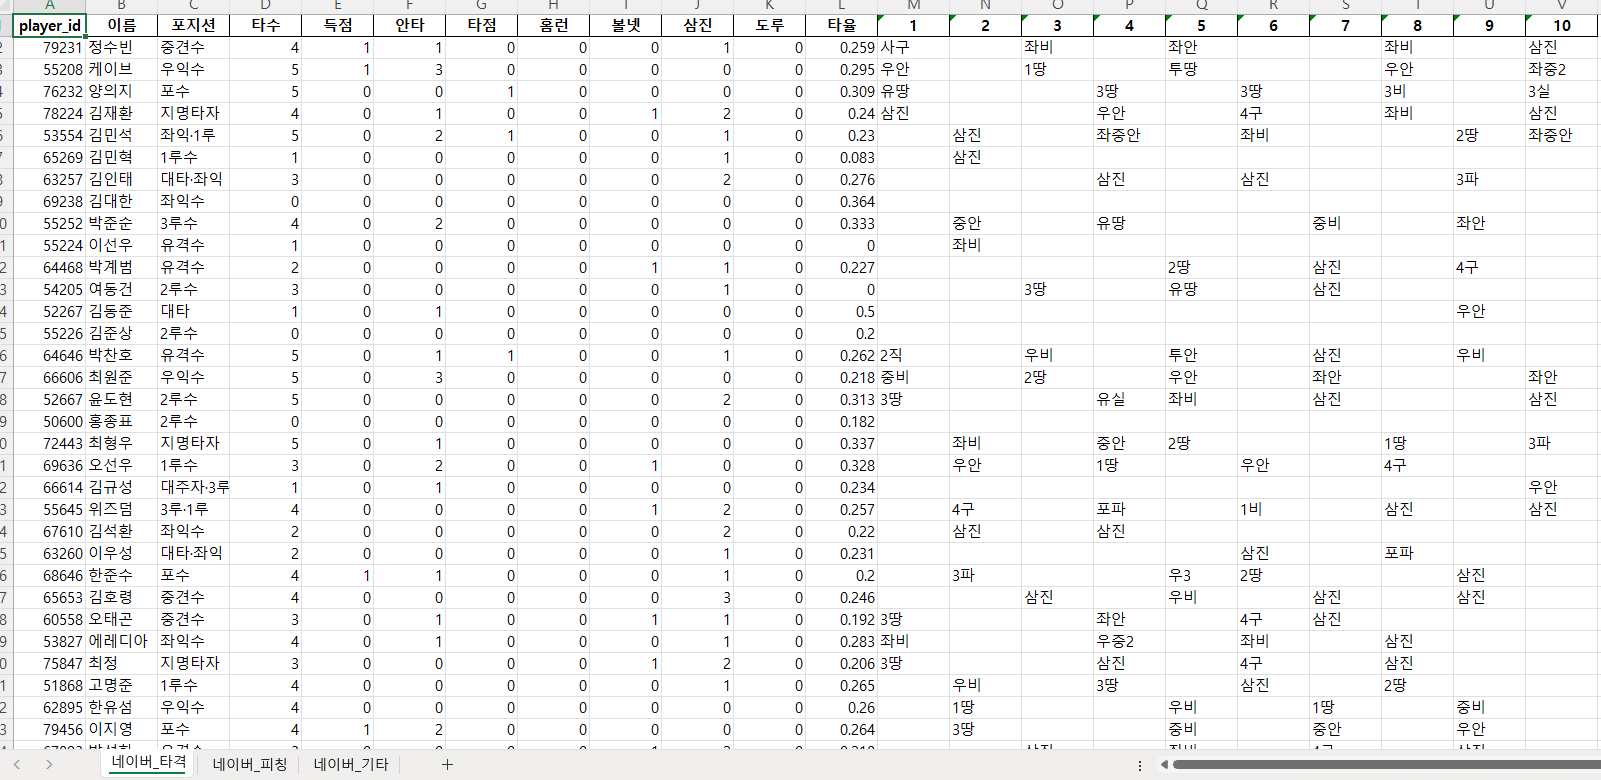 A B C D E F G H I J K L M N O P Q R S T U V
player_id 이름 포지션 타수 득점 안타 타점 홈런 볼넷 삼진 도루 타율 1 2 3 4 5 6 7 8 9 10
79231 정수빈 중견수 4 1 1 0 0 0 1 0 0.259 사구 좌비 좌안 좌비 삼진
55208 케이브 우익수 5 1 3 0 0 0 0 0 0.295 우안 1땅 투땅 우안 좌중2
76232 양의지 포수 5 0 0 1 0 0 0 0 0.309 유땅 3땅 3땅 3비 3실
78224 김재환 지명타자 4 0 1 0 0 1 2 0 0.24 삼진 우안 4구 좌비 삼진
53554 김민석 좌익·1루 5 0 2 1 0 0 1 0 0.23 삼진 좌중안 좌비 2땅 좌중안
65269 김민혁 1루수 1 0 0 0 0 0 1 0 0.083 삼진
63257 김인태 대타·좌익 3 0 0 0 0 0 2 0 0.276 삼진 삼진 3파
69238 김대한 좌익수 0 0 0 0 0 0 0 0 0.364
55252 박준순 3루수 4 0 2 0 0 0 0 0 0.333 중안 유땅 중비 좌안
55224 이선우 유격수 1 0 0 0 0 0 0 0 0 좌비
64468 박계범 유격수 2 0 0 0 0 1 1 0 0.227 2땅 삼진 4구
54205 여동건 2루수 3 0 0 0 0 0 1 0 0 3땅 유땅 삼진
52267 김동준 대타 1 0 1 0 0 0 0 0 0.5 우안
55226 김준상 2루수 0 0 0 0 0 0 0 0 0.2
64646 박찬호 유격수 5 0 1 1 0 0 1 0 0.262 2직 우비 투안 삼진 우비
66606 최원준 우익수 5 0 3 0 0 0 0 0 0.218 중비 2땅 우안 좌안 좌안
52667 윤도현 2루수 5 0 0 0 0 0 2 0 0.313 3땅 유실 좌비 삼진 삼진
50600 홍종표 2루수 0 0 0 0 0 0 0 0 0.182
72443 최형우 지명타자 5 0 1 0 0 0 0 0 0.337 좌비 중안 2땅 1땅 3파
69636 오선우 1루수 3 0 2 0 0 1 0 0 0.328 우안 1땅 우안 4구
66614 김규성 대주자·3루 1 0 1 0 0 0 0 0 0.234 우안
55645 위즈덤 3루·1루 4 0 0 0 0 1 2 0 0.257 4구 포파 1비 삼진 삼진
67610 김석환 좌익수 2 0 0 0 0 0 2 0 0.22 삼진 삼진
63260 이우성 대타·좌익 2 0 0 0 0 0 1 0 0.231 삼진 포파
68646 한준수 포수 4 1 1 0 0 0 1 0 0.2 3파 우3 2땅 삼진
65653 김호령 중견수 4 0 0 0 0 0 3 0 0.246 삼진 우비 삼진 삼진
60558 오태곤 중견수 3 0 1 0 0 1 1 0 0.192 3땅 좌안 4구 삼진
53827 에레디아 좌익수 4 0 1 0 0 0 1 0 0.283 좌비 우중2 좌비 삼진
75847 최정 지명타자 3 0 0 0 0 1 2 0 0.206 3땅 삼진 4구 삼진
51868 고명준 1루수 4 0 0 0 0 0 1 0 0.265 우비 3땅 삼진 2땅
62895 한유섬 우익수 4 0 0 0 0 0 0 0 0.26 1땅 우비 1땅 중비
79456 이지영 포수 4 1 2 0 0 0 0 0 0.264 3땅 중비 중안 우안
네이버_타격 네이버_피칭 네이버_기타